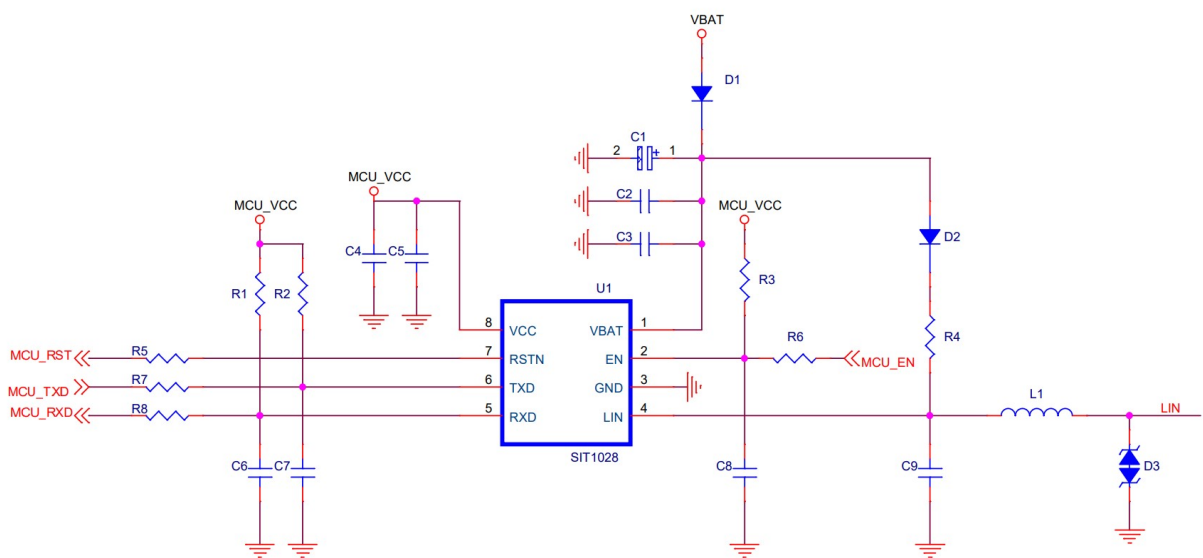 VBAT
D1
C1
2
1
MCU_VCC
C2
MCU_VCC
MCU_VCC
C3
D2
C4
C5
R3
R1
R2
U1
8
VCC
VBAT
1
R4
MCU_RST
R5
7
RSTN
EN
2
R6
MCU_EN
MCU_TXD
R7
6
TXD
GND
3
L1
MCU_RXD
R8
5
RXD
LIN
4
LIN
SIT1028
C6
C7
C8
C9
D3